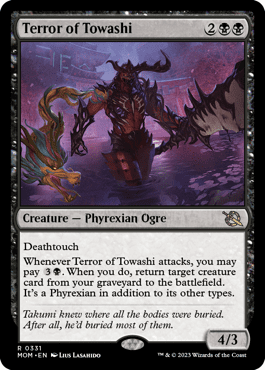 Terror of Towashi 2
Creature — Phyrexian Ogre
Deathtouch
Whenever Terror of Towashi attacks, you may
pay 3 . When you do, return target creature
card from your graveyard to the battlefield.
It's a Phyrexian in addition to its other types.
Takumi knew where all the bodies were buried.
After all, he'd buried most of them.
4/3
R 0331
MOM • EN LIUS LASAHIDO
™ & © 2023 Wizards of the Coast